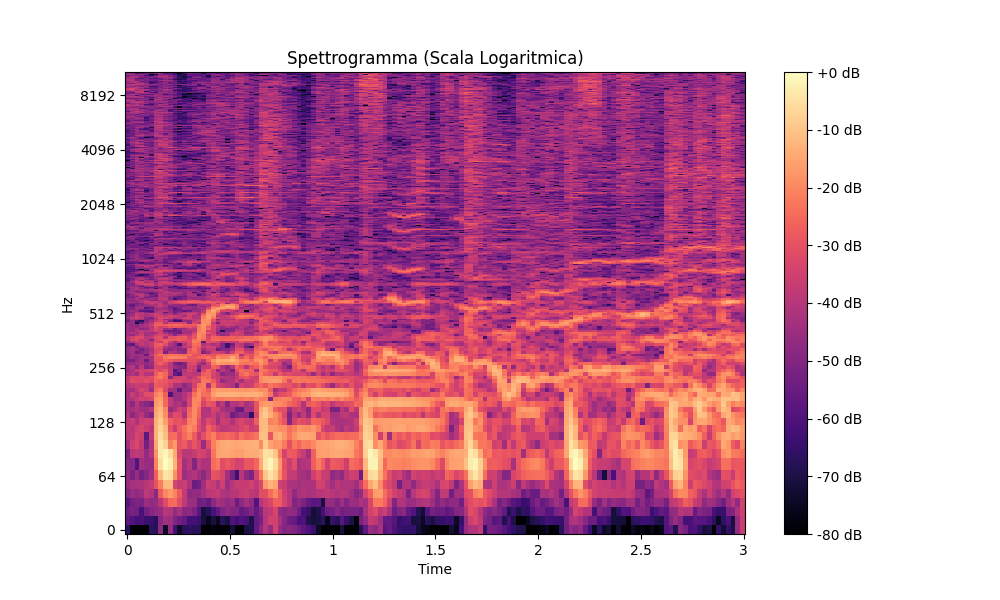 Spettrogramma (Scala Logaritmica)
8192
4096
2048
1024
512
256
128
64
0
Hz
0
0.5
1
1.5
2
2.5
3
Time
+0 dB
-10 dB
-20 dB
-30 dB
-40 dB
-50 dB
-60 dB
-70 dB
-80 dB